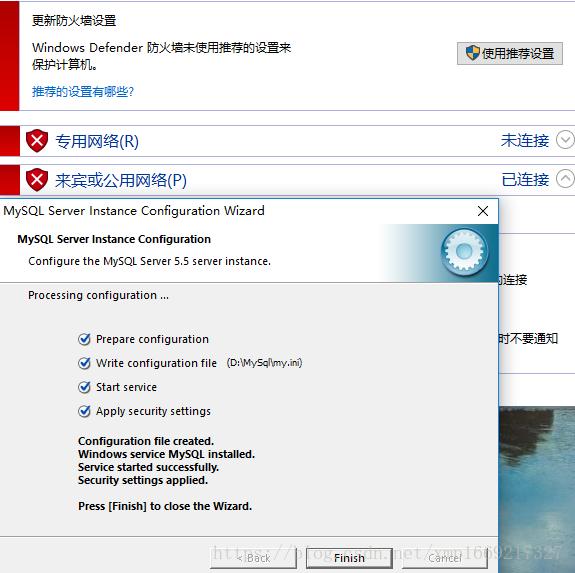 更新防火墙设置
Windows Defender 防火墙未使用推荐的设置来
保护计算机。
使用推荐设置
推荐的设置有哪些?
专用网络(R)
未连接
来宾或公用网络(P)
已连接
MySQL Server Instance Configuration Wizard
MySQL Server Instance Configuration
Configure the MySQL Server 5.5 server instance.
的连接
Processing configuration ...
时不要通知
Prepare configuration
Write configuration file (D:\MySql\my.ini)
Start service
Apply security settings
Configuration file created.
Windows service MySQL installed.
Service started successfully.
Security settings applied.
Press [Finish] to close the Wizard.
https://blog.csdn.net/xmp1669217327
< Back
Finish
Cancel